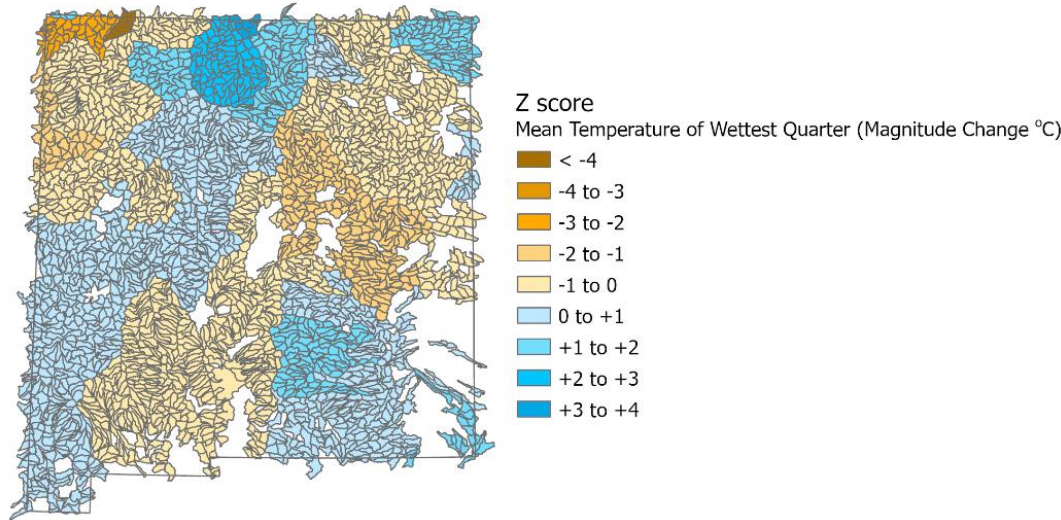 Z score
Mean Temperature of Wettest Quarter (Magnitude Change °C)
< -4
-4 to -3
-3 to -2
-2 to -1
-1 to 0
0 to +1
+1 to +2
+2 to +3
+3 to +4